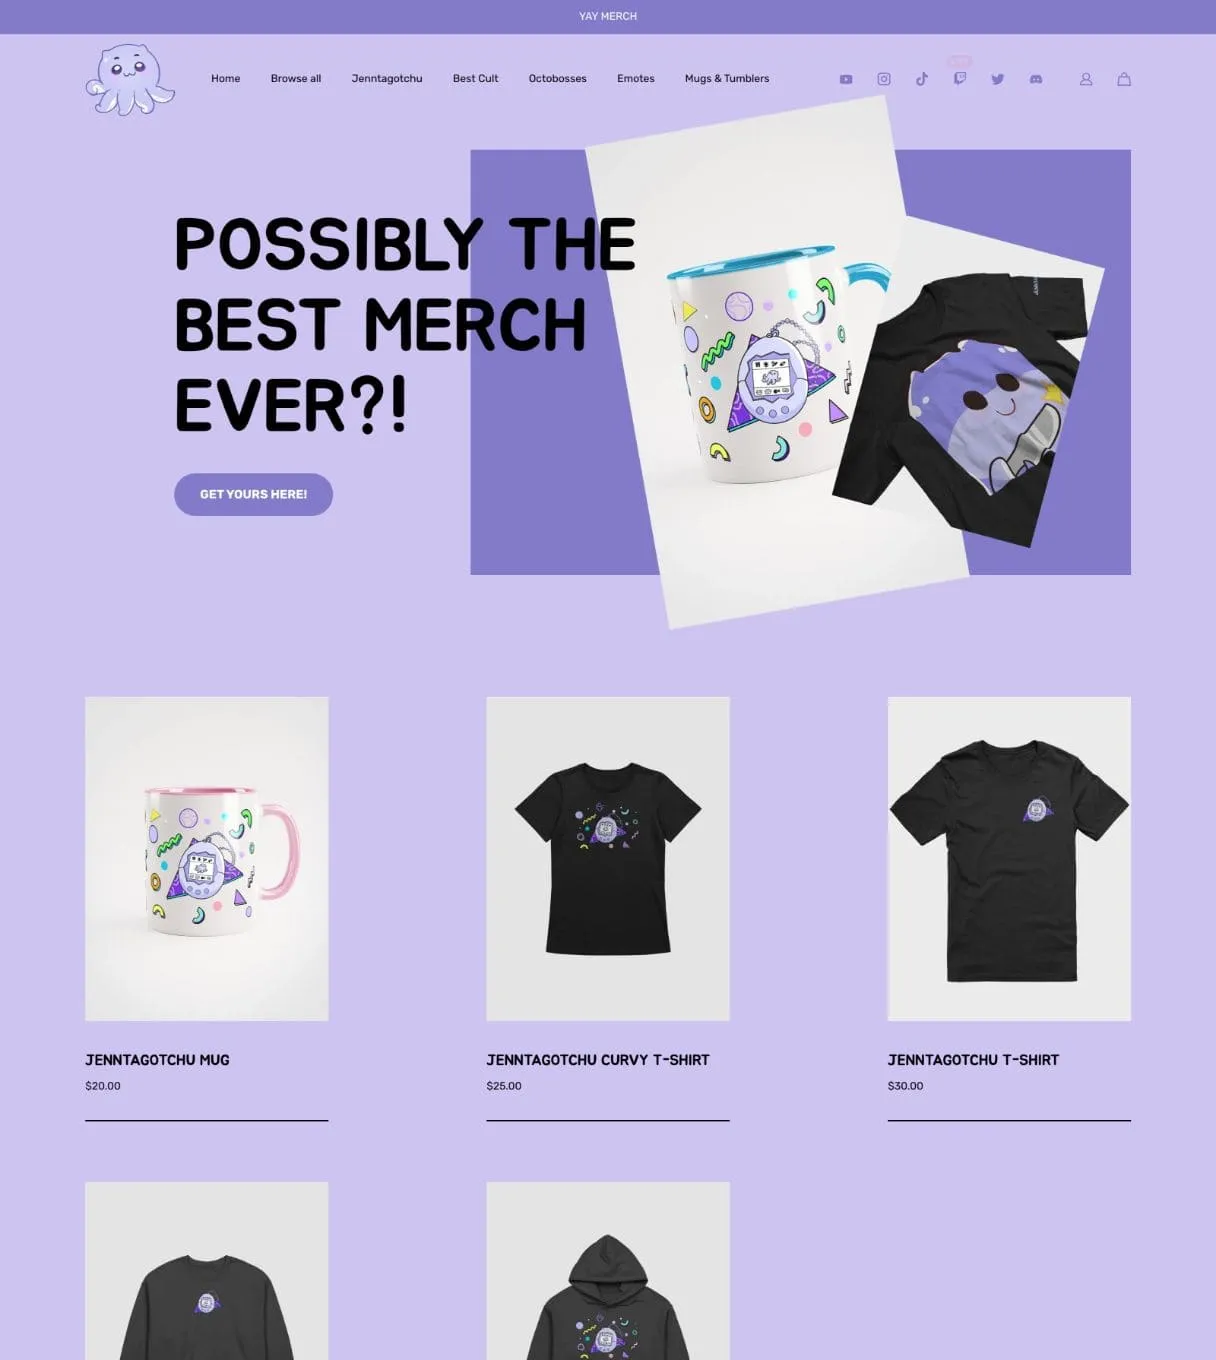 YAY MERCH
Home
Browse all
Jenntagotchu
Best Cult
Octobosses
Emotes
Mugs & Tumblers
POSSIBLY THE
BEST MERCH
EVER?!
GET YOURS HERE!
JENNTAGOTCHU MUG
$20.00
JENNTAGOTCHU CURVY T-SHIRT
$25.00
JENNTAGOTCHU T-SHIRT
$30.00